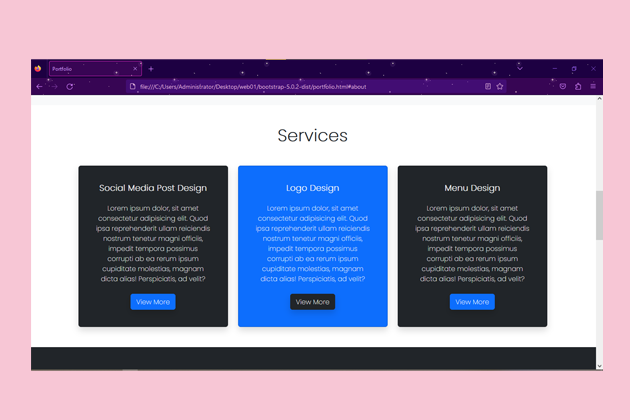 Portfolio
file:///C:/Users/Administrator/Desktop/web01/bootstrap-5.0.2-dist/portfolio.html#about
Services
Social Media Post Design
Lorem ipsum dolor, sit amet
consectetur adipisicing elit. Quod
ipsa reprehenderit ullam reiciendis
nostrum tenetur magni officiis,
impedit tempora possimus
corrupti ab ea rerum ipsum
cupiditate molestias, magnam
dicta alias! Perspiciatis, ad velit?
View More
Logo Design
Lorem ipsum dolor, sit amet
consectetur adipisicing elit. Quod
ipsa reprehenderit ullam reiciendis
nostrum tenetur magni officiis,
impedit tempora possimus
corrupti ab ea rerum ipsum
cupiditate molestias, magnam
dicta alias! Perspiciatis, ad velit?
View More
Menu Design
Lorem ipsum dolor, sit amet
consectetur adipisicing elit. Quod
ipsa reprehenderit ullam reiciendis
nostrum tenetur magni officiis,
impedit tempora possimus
corrupti ab ea rerum ipsum
cupiditate molestias, magnam
dicta alias! Perspiciatis, ad velit?
View More